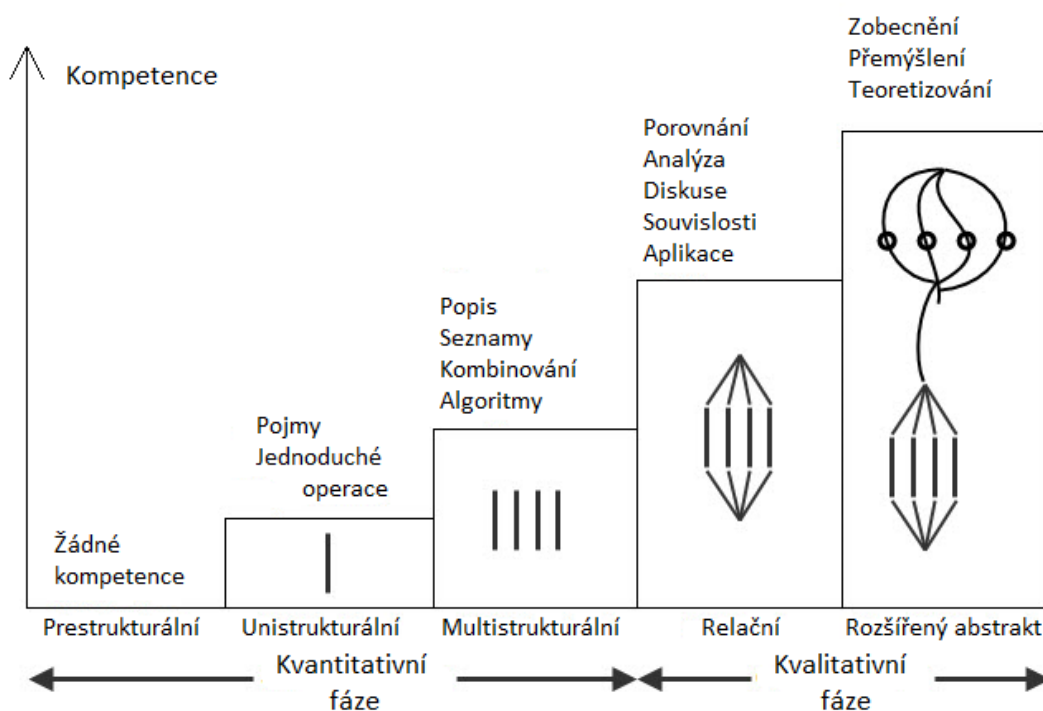 Kompetence
Žádné
kompetence
Pojmy
Jednoduché
operace
Popis
Seznamy
Kombinování
Algoritmy
Porovnání
Analýza
Diskuse
Souvislosti
Aplikace
Zobecnění
Přemýšlení
Teoretizování
Prestrukturální
Unistrukturální
Multistrukturální
Relační
Rozšířený abstrakt
Kvantitativní
fáze
Kvalitativní
fáze